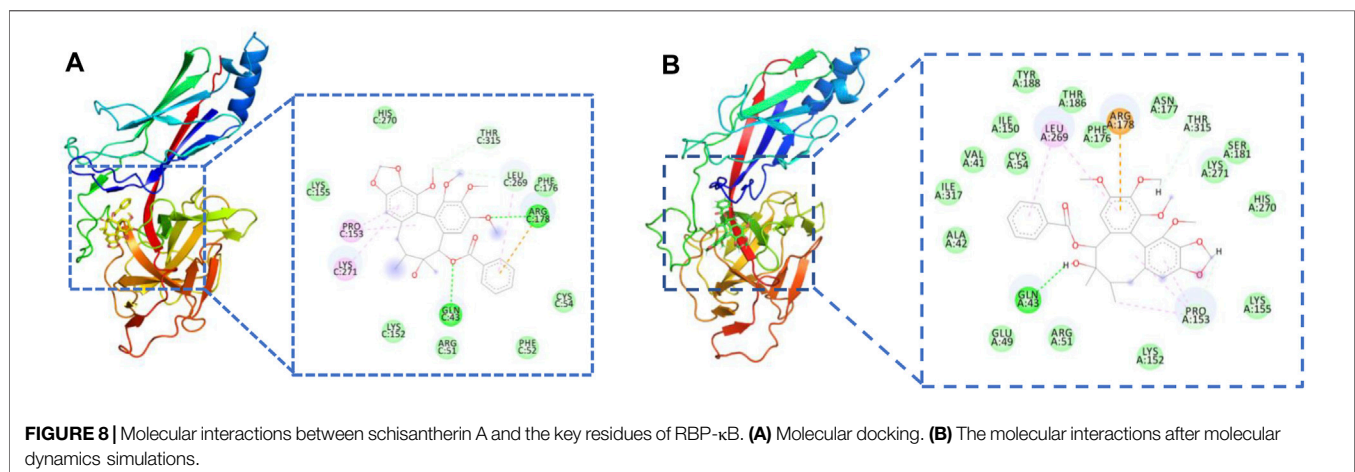 A
HIS
C:270
THR
C:315
LEU
C:269
PHE
C:176
LYS
C:155
ARG
C:178
PRO
C:153
LYS
C:271
CYS
C:54
GLN
C:43
LYS
C:152
ARG
C:51
PHE
C:52
B
TYR
A:188
THR
A:186
ASN
A:177
ILE
A:150
LEU
A:269
PHE
A:176
ARG
A:178
THR
A:315
SER
A:181
VAL
A:41
CYS
A:54
LYS
A:271
ILE
A:317
HIS
A:270
ALA
A:42
H
H
H
GLN
A:43
PRO
A:153
LYS
A:155
GLU
A:49
ARG
A:51
LYS
A:152
FIGURE 8 | Molecular interactions between schisantherin A and the key residues of RBP-κB. (A) Molecular docking. (B) The molecular interactions after molecular
dynamics simulations.